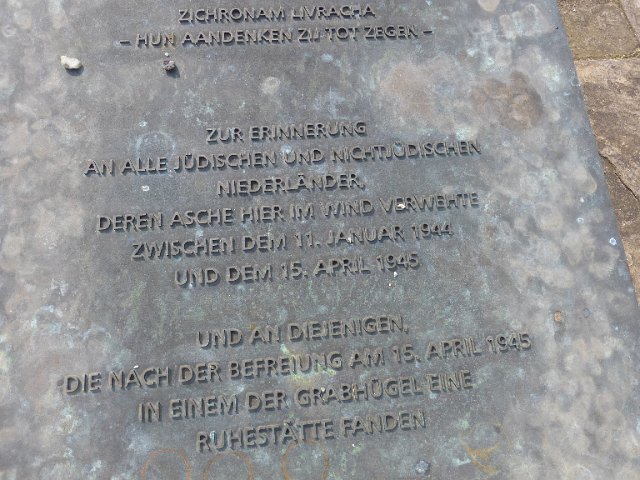 ZICHRONAM LIVRACHA
– HUN AANDENKEN ZIJ TOT ZEGEN –
ZUR ERINNERUNG
AN ALLE JÜDISCHEN UND NICHTJÜDISCHEN
NIEDERLÄNDER,
DEREN ASCHE HIER IM WIND VERWEHTE
ZWISCHEN DEM 11. JANUAR 1944
UND DEM 15. APRIL 1945
UND AN DIEJENIGEN,
DIE NACH DER BEFREIUNG AM 15. APRIL 1945
IN EINEM DER GRABHÜGEL EINE
RUHESTÄTTE FANDEN